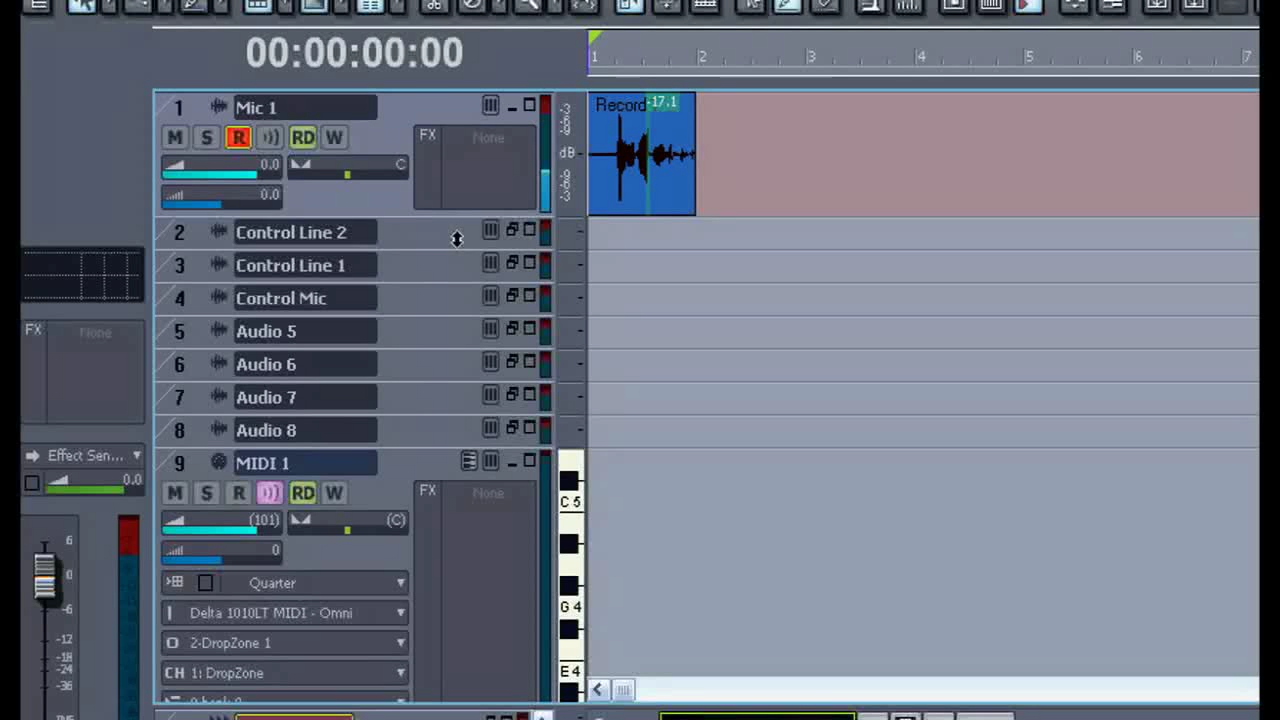 00:00:00:00
1 2 3 4 5 6 7
1 Mic 1
M S R RD W
FX None
0.0 C
0.0
-3
-6
-9
dB
-9
-6
-3
Record -17.1
2 Control Line 2
3 Control Line 1
4 Control Mic
5 Audio 5
6 Audio 6
7 Audio 7
8 Audio 8
9 MIDI 1
M S R RD W
FX None
(101) (C)
0
Quarter
Delta 1010LT MIDI - Omni
O 2-DropZone 1
CH 1: DropZone
C 5
G 4
E 4
FX None
Effect Sen...
0.0
6
0
-6
-12
-18
-24
-36